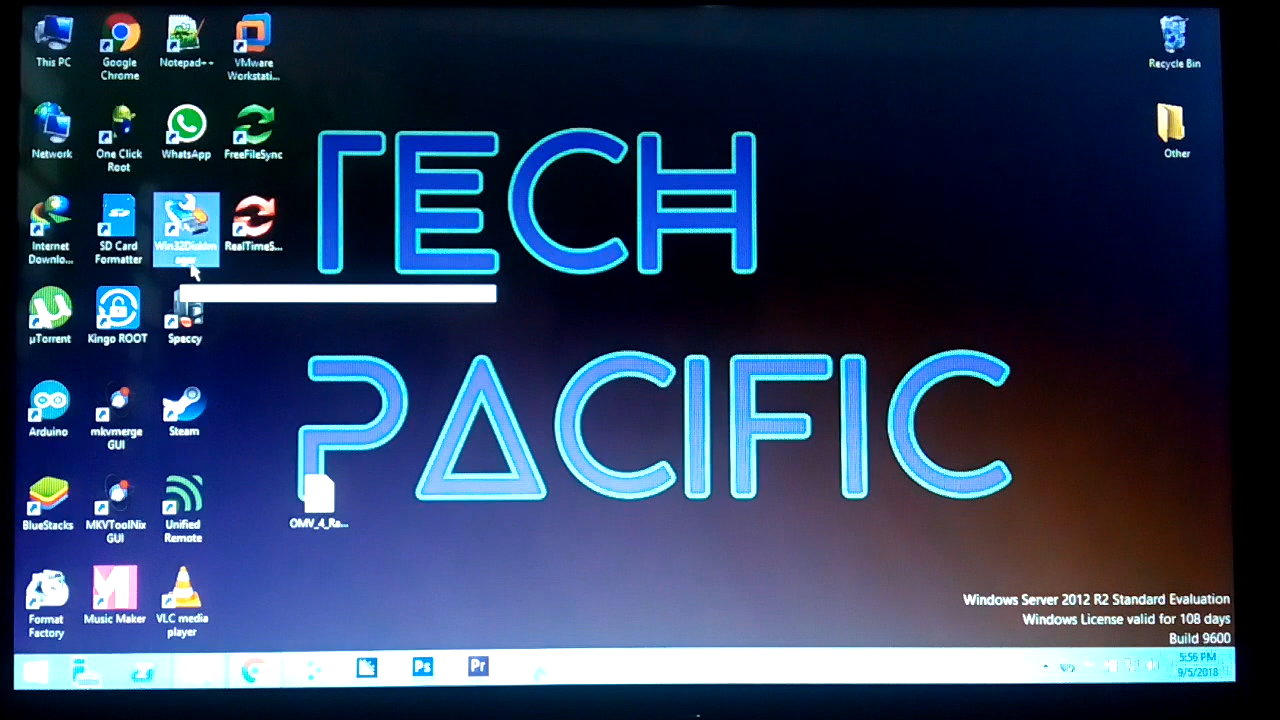 This PC
Google
Chrome
Notepad++
VMware
Workstati...
Recycle Bin
Network
One Click
Root
WhatsApp
FreeFileSync
Other
TECH
Internet
Downlo...
SD Card
Formatter
Win32DiskIm
RealTimeS...
µTorrent
Kingo ROOT
Speccy
PACIFIC
Arduino
mkvmerge
GUI
Steam
BlueStacks
MKVToolNix
GUI
Unified
Remote
OMV_4_Ra...
Format
Factory
Music Maker
VLC media
player
Windows Server 2012 R2 Standard Evaluation
Windows License valid for 108 days
Build 9600
Ps
Pr
5:56 PM
9/5/2018